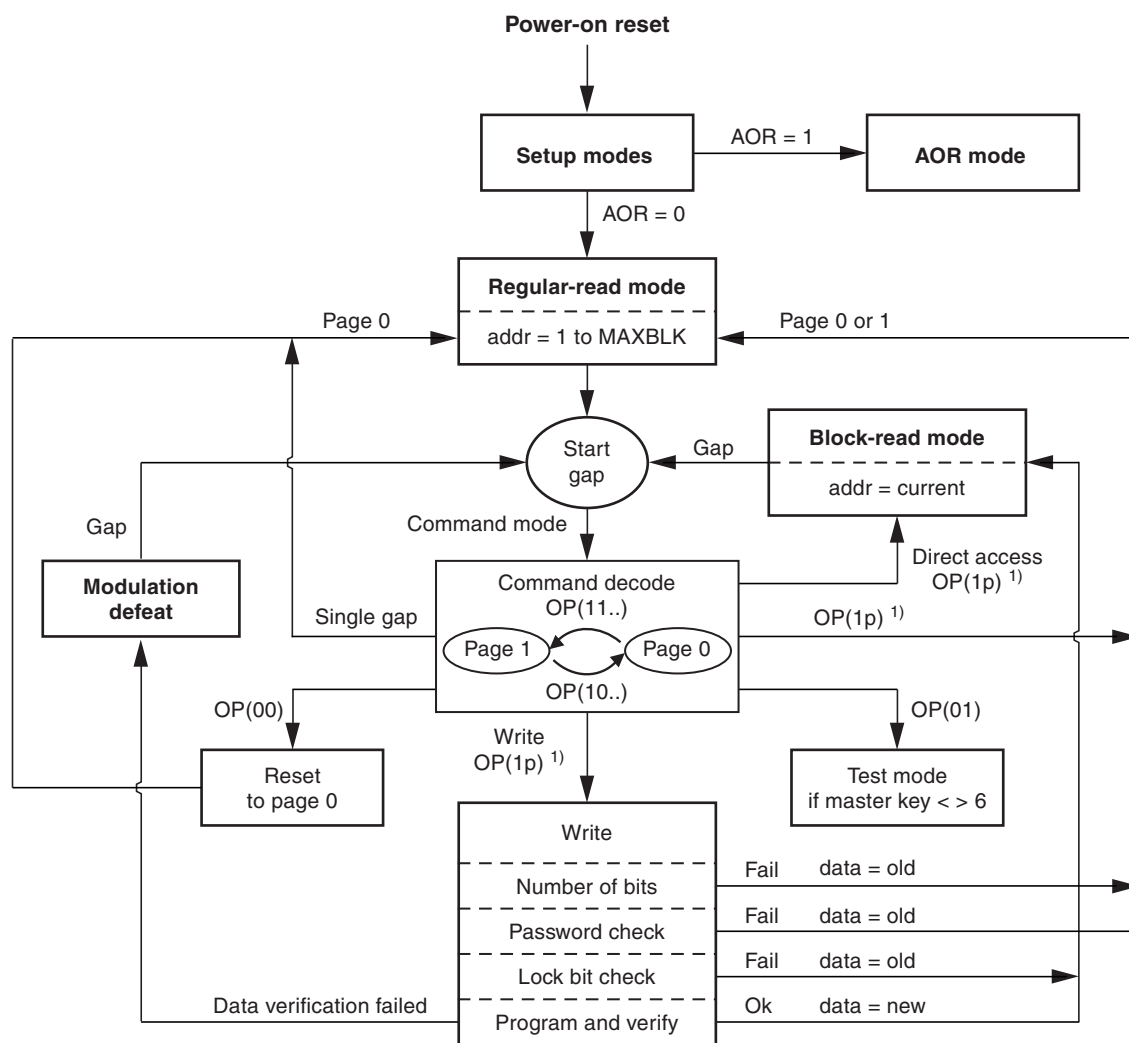 Power-on reset
Setup modes
AOR = 1
AOR mode
AOR = 0
Regular-read mode
addr = 1 to MAXBLK
Page 0
Page 0 or 1
Start
gap
Gap
Block-read mode
addr = current
Command mode
Gap
Modulation
defeat
Single gap
Command decode
OP(11..)
Page 1
Page 0
OP(10..)
Direct access
OP(1p) 1)
OP(1p) 1)
OP(00)
Reset
to page 0
Write
OP(1p) 1)
OP(01)
Test mode
if master key < > 6
Write
Number of bits
Fail data = old
Password check
Fail data = old
Lock bit check
Fail data = old
Data verification failed
Program and verify
Ok data = new